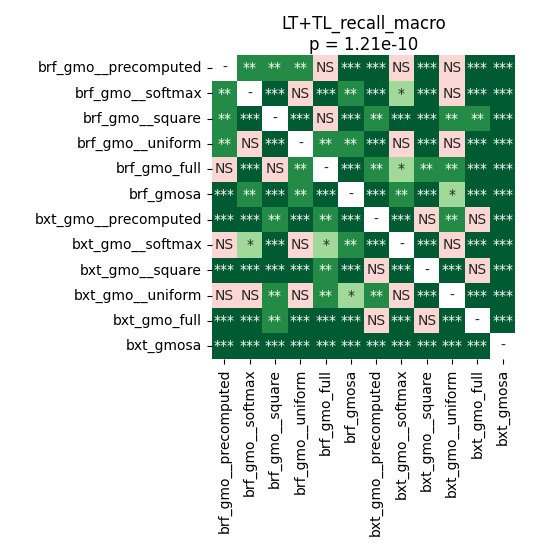 LT+TL_recall_macro
p = 1.21e-10
brf_gmo__precomputed - ** ** ** NS *** *** NS *** NS *** ***
brf_gmo__softmax ** - *** NS *** ** *** * *** NS *** ***
brf_gmo__square ** *** - *** NS *** ** *** *** ** ** ***
brf_gmo__uniform ** NS *** - ** ** *** NS *** NS *** ***
brf_gmo_full NS *** NS ** - *** ** * ** ** *** ***
brf_gmosa *** ** *** ** *** - *** ** *** * *** ***
bxt_gmo__precomputed *** *** ** *** ** *** - *** NS ** NS ***
bxt_gmo__softmax NS * *** NS * ** *** - *** NS *** ***
bxt_gmo__square *** *** *** *** ** *** NS *** - *** NS ***
bxt_gmo__uniform NS NS ** NS ** * ** NS *** - *** ***
bxt_gmo_full *** *** ** *** *** *** NS *** NS *** - ***
bxt_gmosa *** *** *** *** *** *** *** *** *** *** *** -
brf_gmo__precomputed
brf_gmo__softmax
brf_gmo__square
brf_gmo__uniform
brf_gmo_full
brf_gmosa
bxt_gmo__precomputed
bxt_gmo__softmax
bxt_gmo__square
bxt_gmo__uniform
bxt_gmo_full
bxt_gmosa